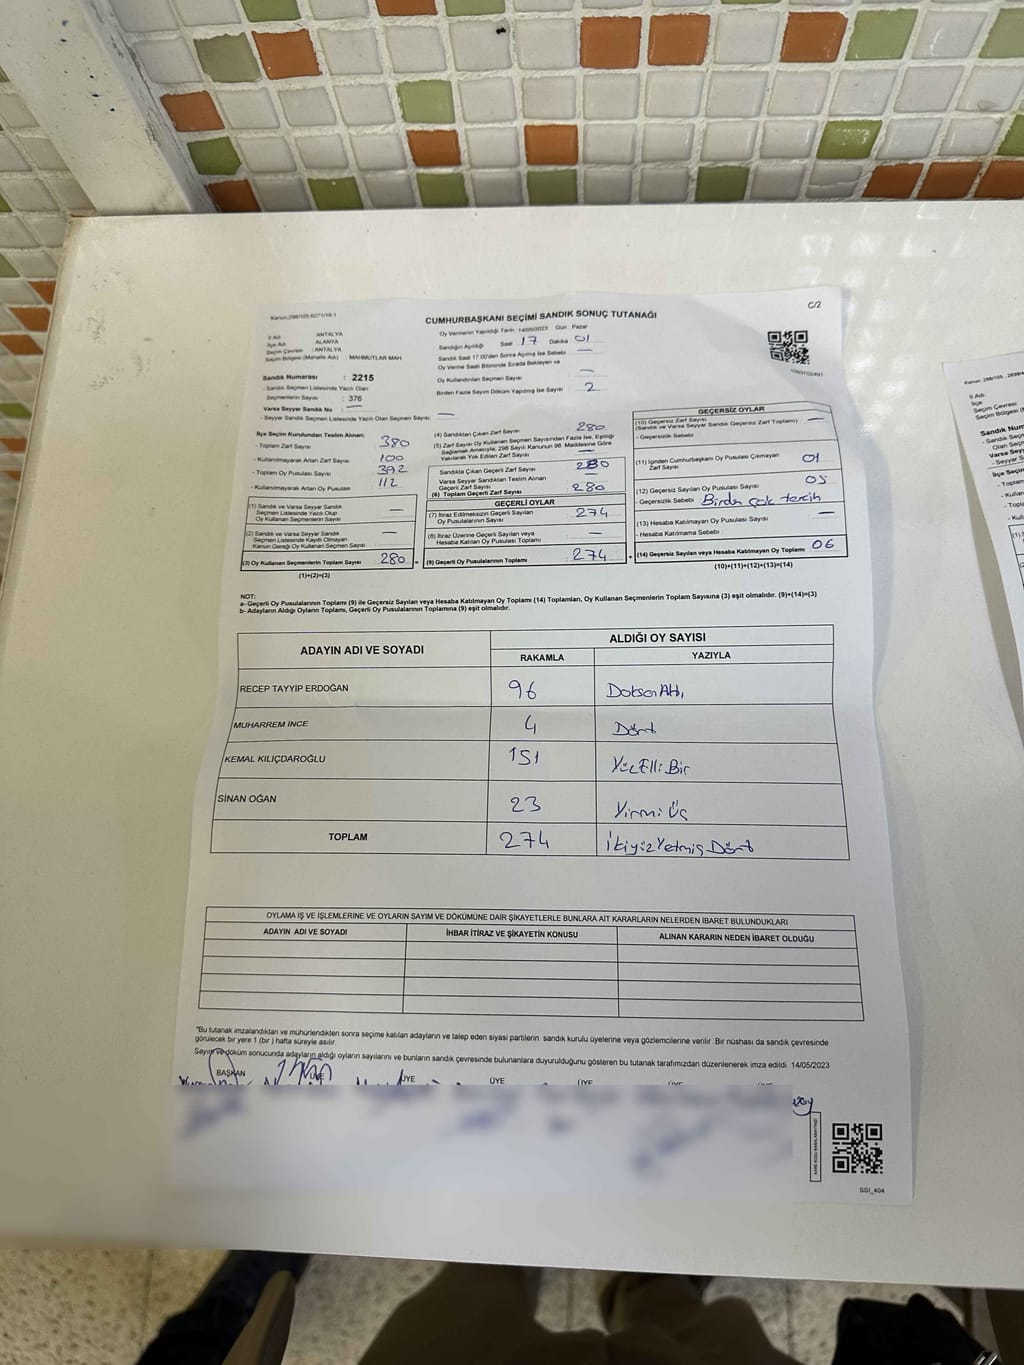 Kanun:298/105,6271/19-1
C/2
CUMHURBAŞKANI SEÇİMİ SANDIK SONUÇ TUTANAĞI
İl Adı : ANTALYA
İlçe Adı : ALANYA
Seçim Çevresi : ANTALYA
Seçim Bölgesi (Mahalle Adı) : MAHMUTLAR MAH.
Sandık Numarası : 2215
- Sandık Seçmen Listesinde Yazılı Olan
Seçmenlerin Sayısı : 376
Varsa Seyyar Sandık No : —
- Seyyar Sandık Seçmen Listesinde Yazılı Olan Seçmen Sayısı: —
Oy Vermenin Yapıldığı Tarih : 14/05/2023 Gün : Pazar
Sandığın Açıldığı Saat 17 Dakika 01
Sandık Saat 17:00'den Sonra Açılmış İse Sebebi —
Oy Verme Saati Bitiminde Sırada Bekleyen ve
Oy Kullandırılan Seçmen Sayısı —
Birden Fazla Sayım Döküm Yapılmış İse Sayısı 2
İlçe Seçim Kurulundan Teslim Alınan;
- Toplam Zarf Sayısı 380
- Kullanılmayarak Artan Zarf Sayısı 100
- Toplam Oy Pusulası Sayısı 392
- Kullanılmayarak Artan Oy Pusulası 112
(1) Sandık ve Varsa Seyyar Sandık
Seçmen Listesinde Yazılı Olup
Oy Kullanan Seçmenlerin Sayısı —
(2) Sandık ve Varsa Seyyar Sandık
Seçmen Listesinde Kayıtlı Olmayan
Kanun Gereği Oy Kullanan Seçmen Sayısı —
(3) Oy Kullanan Seçmenlerin Toplam Sayısı 280
(1)+(2)=(3)
(4) Sandıktan Çıkan Zarf Sayısı 280
(5) Zarf Sayısı Oy Kullanan Seçmen Sayısından Fazla İse, Eşitliği
Sağlamak Amacıyla; 298 Sayılı Kanunun 98. Maddesine Göre
Yakılarak Yok Edilen Zarf Sayısı —
Sandıkta Çıkan Geçerli Zarf Sayısı 280
Varsa Seyyar Sandıktan Teslim Alınan
Geçerli Zarf Sayısı —
(6) Toplam Geçerli Zarf Sayısı 280
GEÇERLİ OYLAR
(7) İtiraz Edilmeksizin Geçerli Sayılan
Oy Pusulalarının Sayısı 274
(8) İtiraz Üzerine Geçerli Sayılan veya
Hesaba Katılan Oy Pusulası Toplamı —
(9) Geçerli Oy Pusulalarının Toplamı 274
GEÇERSİZ OYLAR
(10) Geçersiz Zarf Sayısı
(Sandık ve Varsa Seyyar Sandık Geçersiz Zarf Toplamı) —
- Geçersizlik Sebebi
(11) İçinden Cumhurbaşkanı Oy Pusulası Çıkmayan
Zarf Sayısı 01
(12) Geçersiz Sayılan Oy Pusulası Sayısı 05
- Geçersizlik Sebebi Birden çok tercih
(13) Hesaba Katılmayan Oy Pusulası Sayısı —
- Hesaba Katılmama Sebebi
(14) Geçersiz Sayılan veya Hesaba Katılmayan Oy Toplamı 06
(10)+(11)+(12)+(13)=(14)
NOT:
a- Geçerli Oy Pusulalarının Toplamı (9) ile Geçersiz Sayılan veya Hesaba Katılmayan Oy Toplamı (14) Toplamları, Oy Kullanan Seçmenlerin Toplam Sayısına (3) eşit olmalıdır. (9)+(14)=(3)
b- Adayların Aldığı Oyların Toplamı, Geçerli Oy Pusulalarının Toplamına (9) eşit olmalıdır.
ADAYIN ADI VE SOYADI
ALDIĞI OY SAYISI
RAKAMLA YAZIYLA
RECEP TAYYİP ERDOĞAN 96 Doksan Altı
MUHARREM İNCE 4 Dört
KEMAL KILIÇDAROĞLU 151 Yüz Elli Bir
SİNAN OĞAN 23 Yirmi Üç
TOPLAM 274 İkiyüz Yetmiş Dört
OYLAMA İŞ VE İŞLEMLERİNE VE OYLARIN SAYIM VE DÖKÜMÜNE DAİR ŞİKAYETLERLE BUNLARA AİT KARARLARIN NELERDEN İBARET BULUNDUKLARI
ADAYIN ADI VE SOYADI İHBAR İTİRAZ VE ŞİKAYETİN KONUSU ALINAN KARARIN NEDEN İBARET OLDUĞU
"Bu tutanak imzalandıktan ve mühürlendikten sonra seçime katılan adayların ve talep eden siyasi partilerin sandık kurulu üyelerine veya gözlemcilerine verilir. Bir nüshası da sandık çevresinde
görülecek bir yere 1 (bir) hafta süreyle asılır.
Sayım ve döküm sonucunda adayların aldığı oyların sayılarını ve bunların sandık çevresinde bulunanlara duyurulduğunu gösteren bu tutanak tarafımızdan düzenlenerek imza edildi. 14/05/2023
BAŞKAN ÜYE ÜYE ÜYE ÜYE
SSI_404